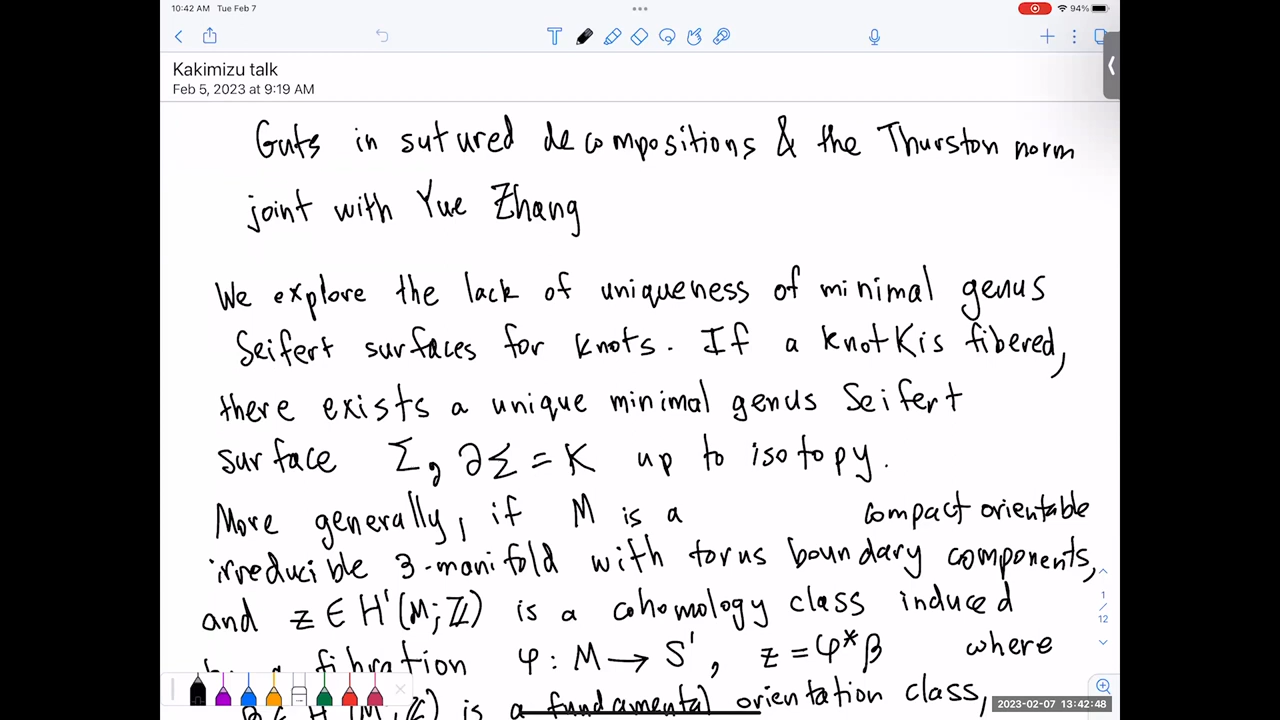 10:42 AM Tue Feb 7
94%
Kakimizu talk
Feb 5, 2023 at 9:19 AM
Guts in sutured decompositions & the Thurston norm
joint with Yue Zhang
We explore the lack of uniqueness of minimal genus
Seifert surfaces for knots. If a knot K is fibered,
there exists a unique minimal genus Seifert
surface Σ, ∂Σ = K up to isotopy.
More generally, if M is a compact orientable
irreducible 3-manifold with torus boundary components,
and z ∈ H¹(M; ℤ) is a cohomology class induced
fibration φ: M → S¹, z = φ*β where
is a fundamental orientation class,
1
/
12
2023-02-07 13:42:48